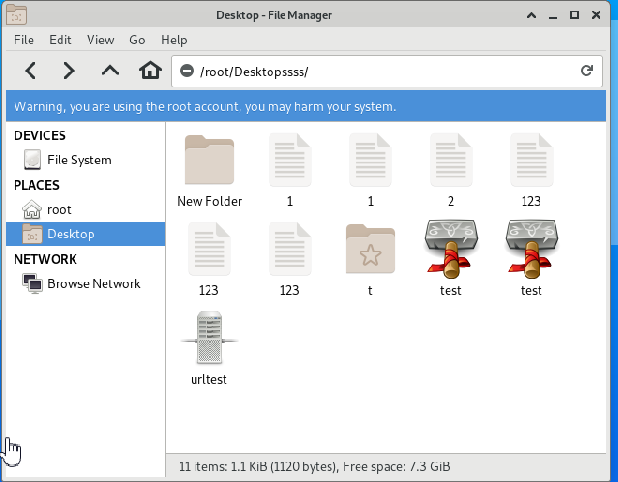 Desktop - File Manager
File Edit View Go Help
/root/Desktopssss/
Warning, you are using the root account, you may harm your system.
DEVICES
File System
PLACES
root
Desktop
NETWORK
Browse Network
New Folder 1 1 2 123
123 123 t test test
urltest
11 items: 1.1 KiB (1120 bytes), Free space: 7.3 GiB